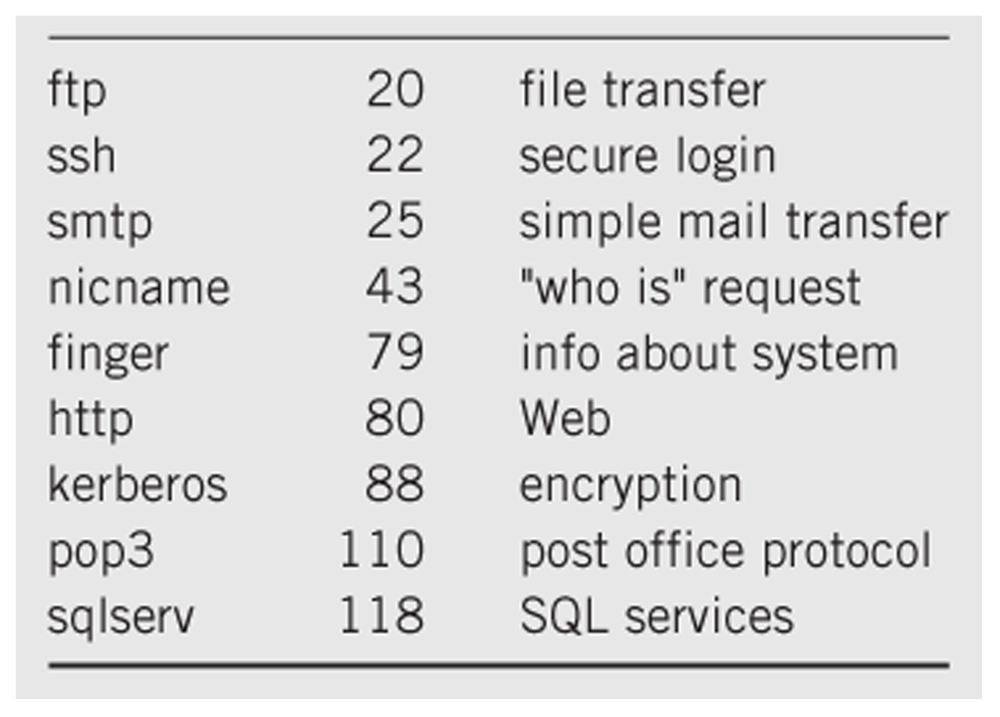 ftp 20 file transfer
ssh 22 secure login
smtp 25 simple mail transfer
nicname 43 "who is" request
finger 79 info about system
http 80 Web
kerberos 88 encryption
pop3 110 post office protocol
sqlserv 118 SQL services